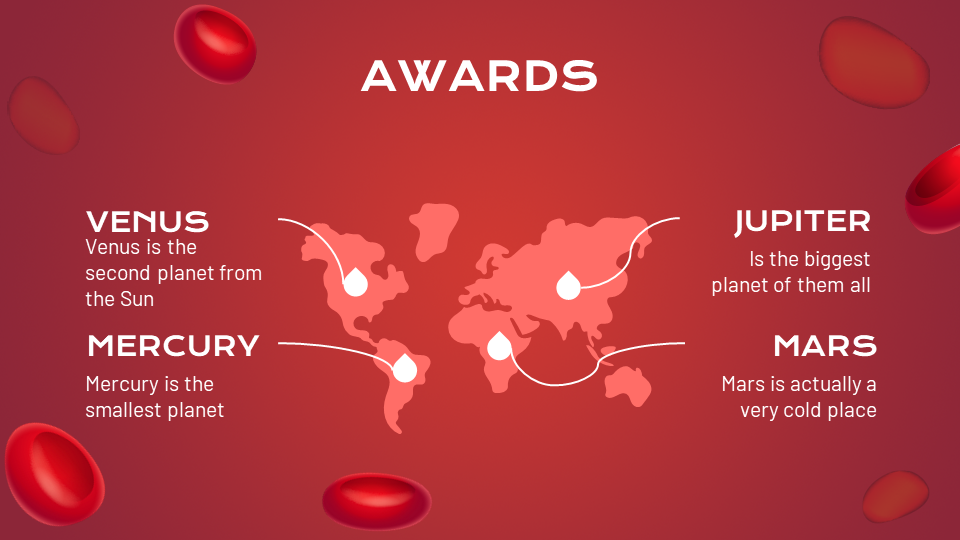 AWARDS
VENUS
Venus is the
second planet from
the Sun
MERCURY
Mercury is the
smallest planet
JUPITER
Is the biggest
planet of them all
MARS
Mars is actually a
very cold place